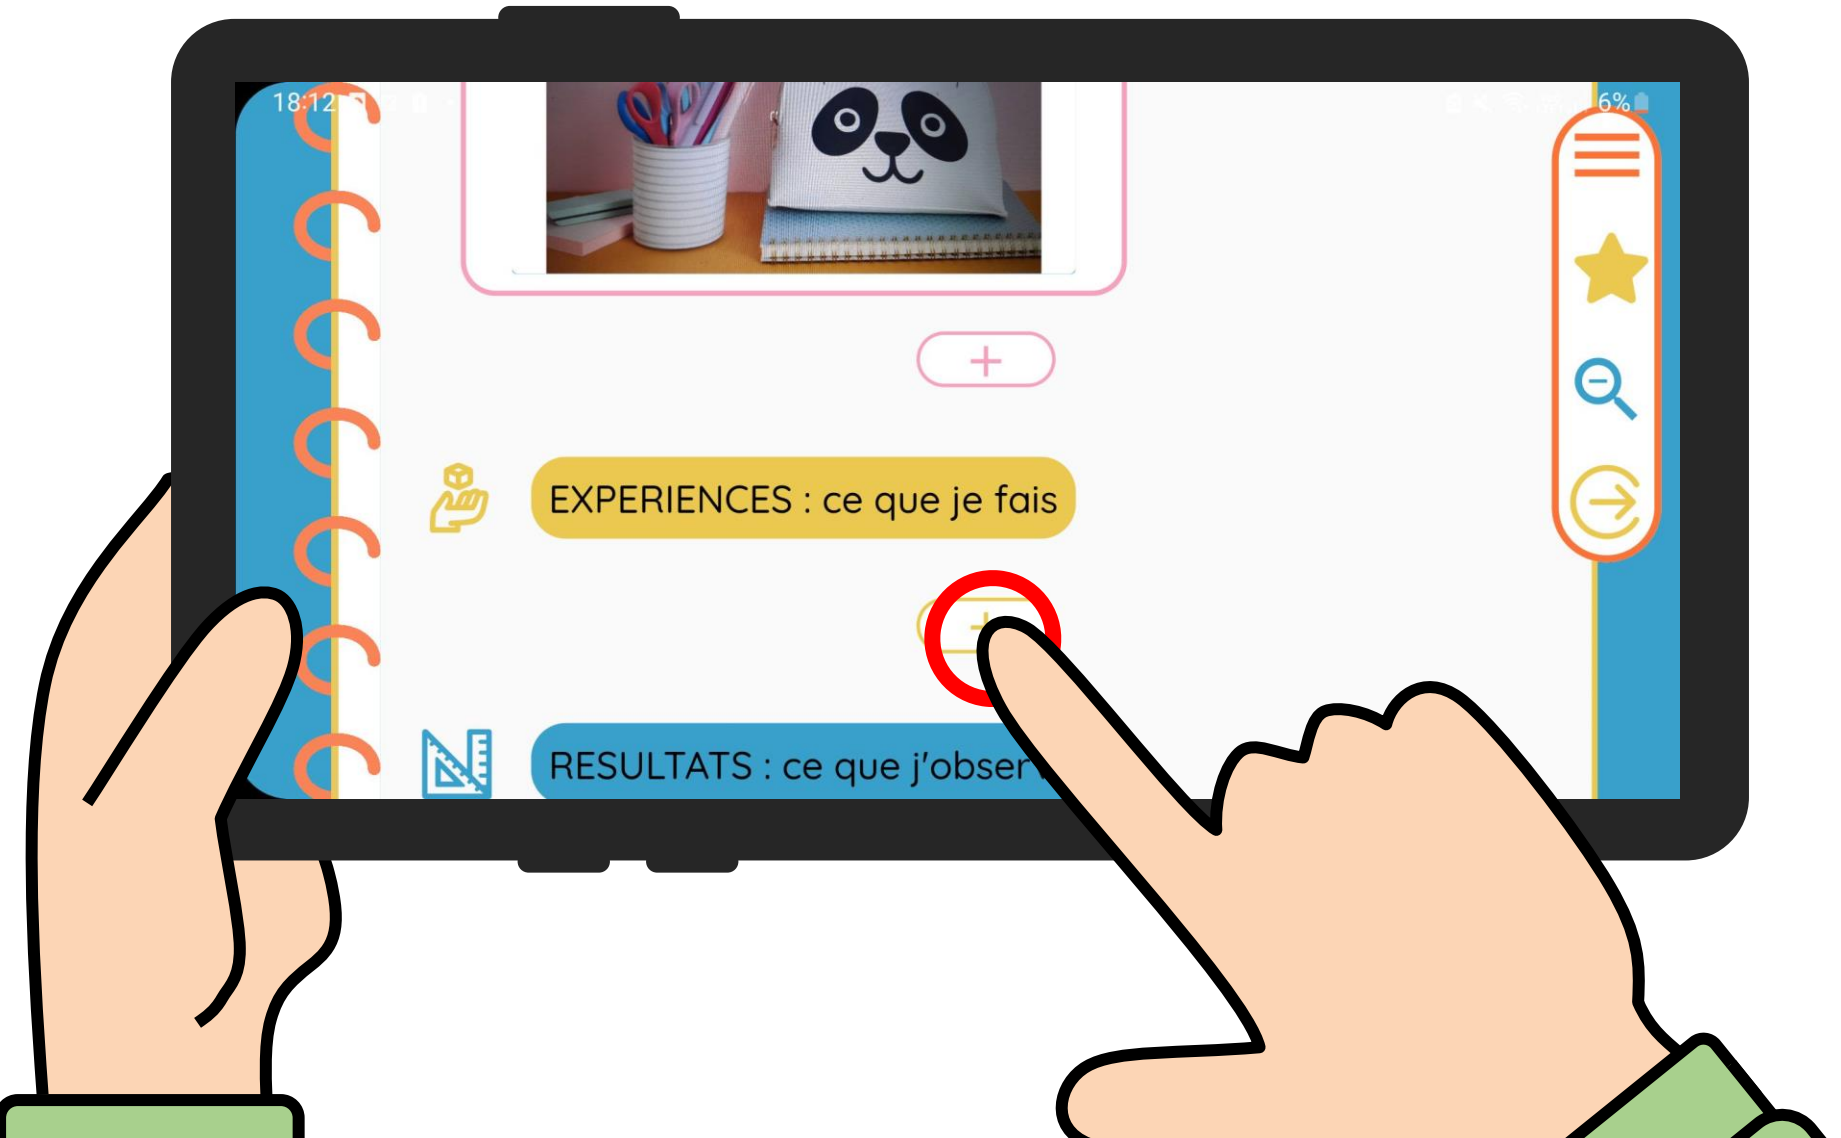 18:12
6%
EXPERIENCES : ce que je fais
RESULTATS : ce que j'obser